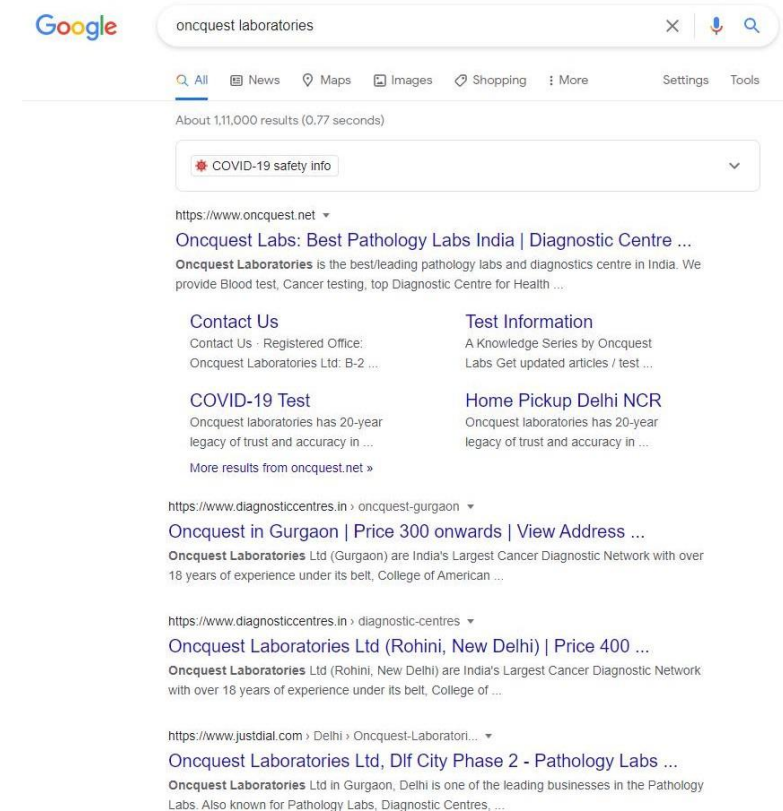 Google
oncquest laboratories
All News Maps Images Shopping More Settings Tools
About 1,11,000 results (0.77 seconds)
COVID-19 safety info
https://www.oncquest.net
Oncquest Labs: Best Pathology Labs India | Diagnostic Centre ...
Oncquest Laboratories is the best/leading pathology labs and diagnostics centre in India. We
provide Blood test, Cancer testing, top Diagnostic Centre for Health ...
Contact Us
Contact Us · Registered Office:
Oncquest Laboratories Ltd: B-2 ...
Test Information
A Knowledge Series by Oncquest
Labs Get updated articles / test ...
COVID-19 Test
Oncquest laboratories has 20-year
legacy of trust and accuracy in ...
Home Pickup Delhi NCR
Oncquest laboratories has 20-year
legacy of trust and accuracy in ...
More results from oncquest.net »
https://www.diagnosticcentres.in › oncquest-gurgaon
Oncquest in Gurgaon | Price 300 onwards | View Address ...
Oncquest Laboratories Ltd (Gurgaon) are India's Largest Cancer Diagnostic Network with over
18 years of experience under its belt, College of American ...
https://www.diagnosticcentres.in › diagnostic-centres
Oncquest Laboratories Ltd (Rohini, New Delhi) | Price 400 ...
Oncquest Laboratories Ltd (Rohini, New Delhi) are India's Largest Cancer Diagnostic Network
with over 18 years of experience under its belt, College of ...
https://www.justdial.com › Delhi › Oncquest-Laboratori...
Oncquest Laboratories Ltd, Dlf City Phase 2 - Pathology Labs ...
Oncquest Laboratories Ltd in Gurgaon, Delhi is one of the leading businesses in the Pathology
Labs. Also known for Pathology Labs, Diagnostic Centres, ...